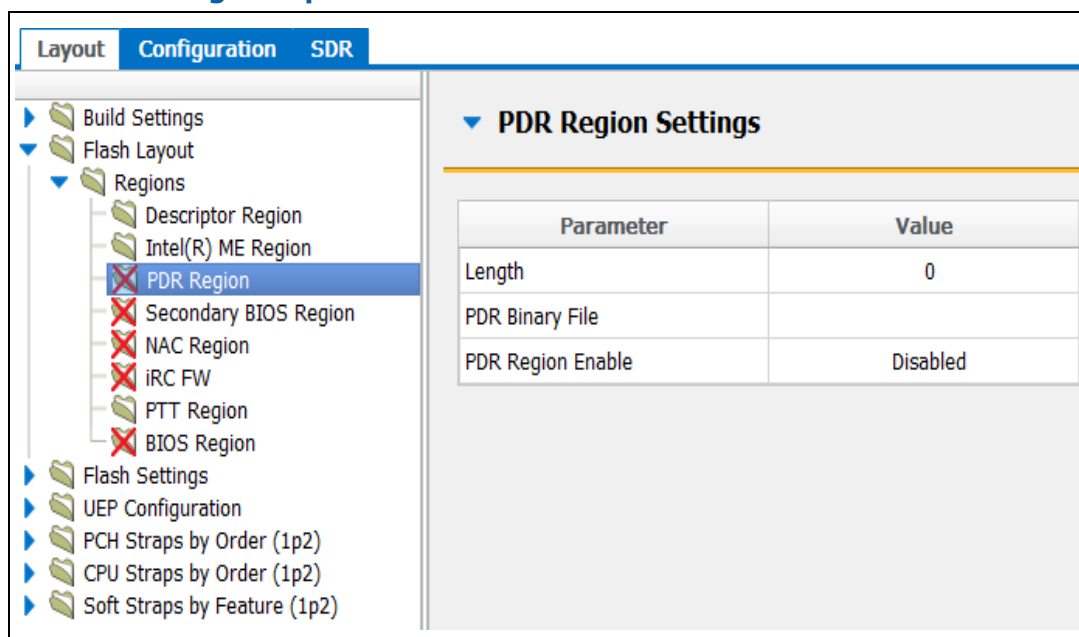 Layout Configuration SDR
Build Settings
Flash Layout
Regions
Descriptor Region
Intel(R) ME Region
PDR Region
Secondary BIOS Region
NAC Region
iRC FW
PTT Region
BIOS Region
Flash Settings
UEP Configuration
PCH Straps by Order (1p2)
CPU Straps by Order (1p2)
Soft Straps by Feature (1p2)
PDR Region Settings
Parameter Value
Length 0
PDR Binary File
PDR Region Enable Disabled